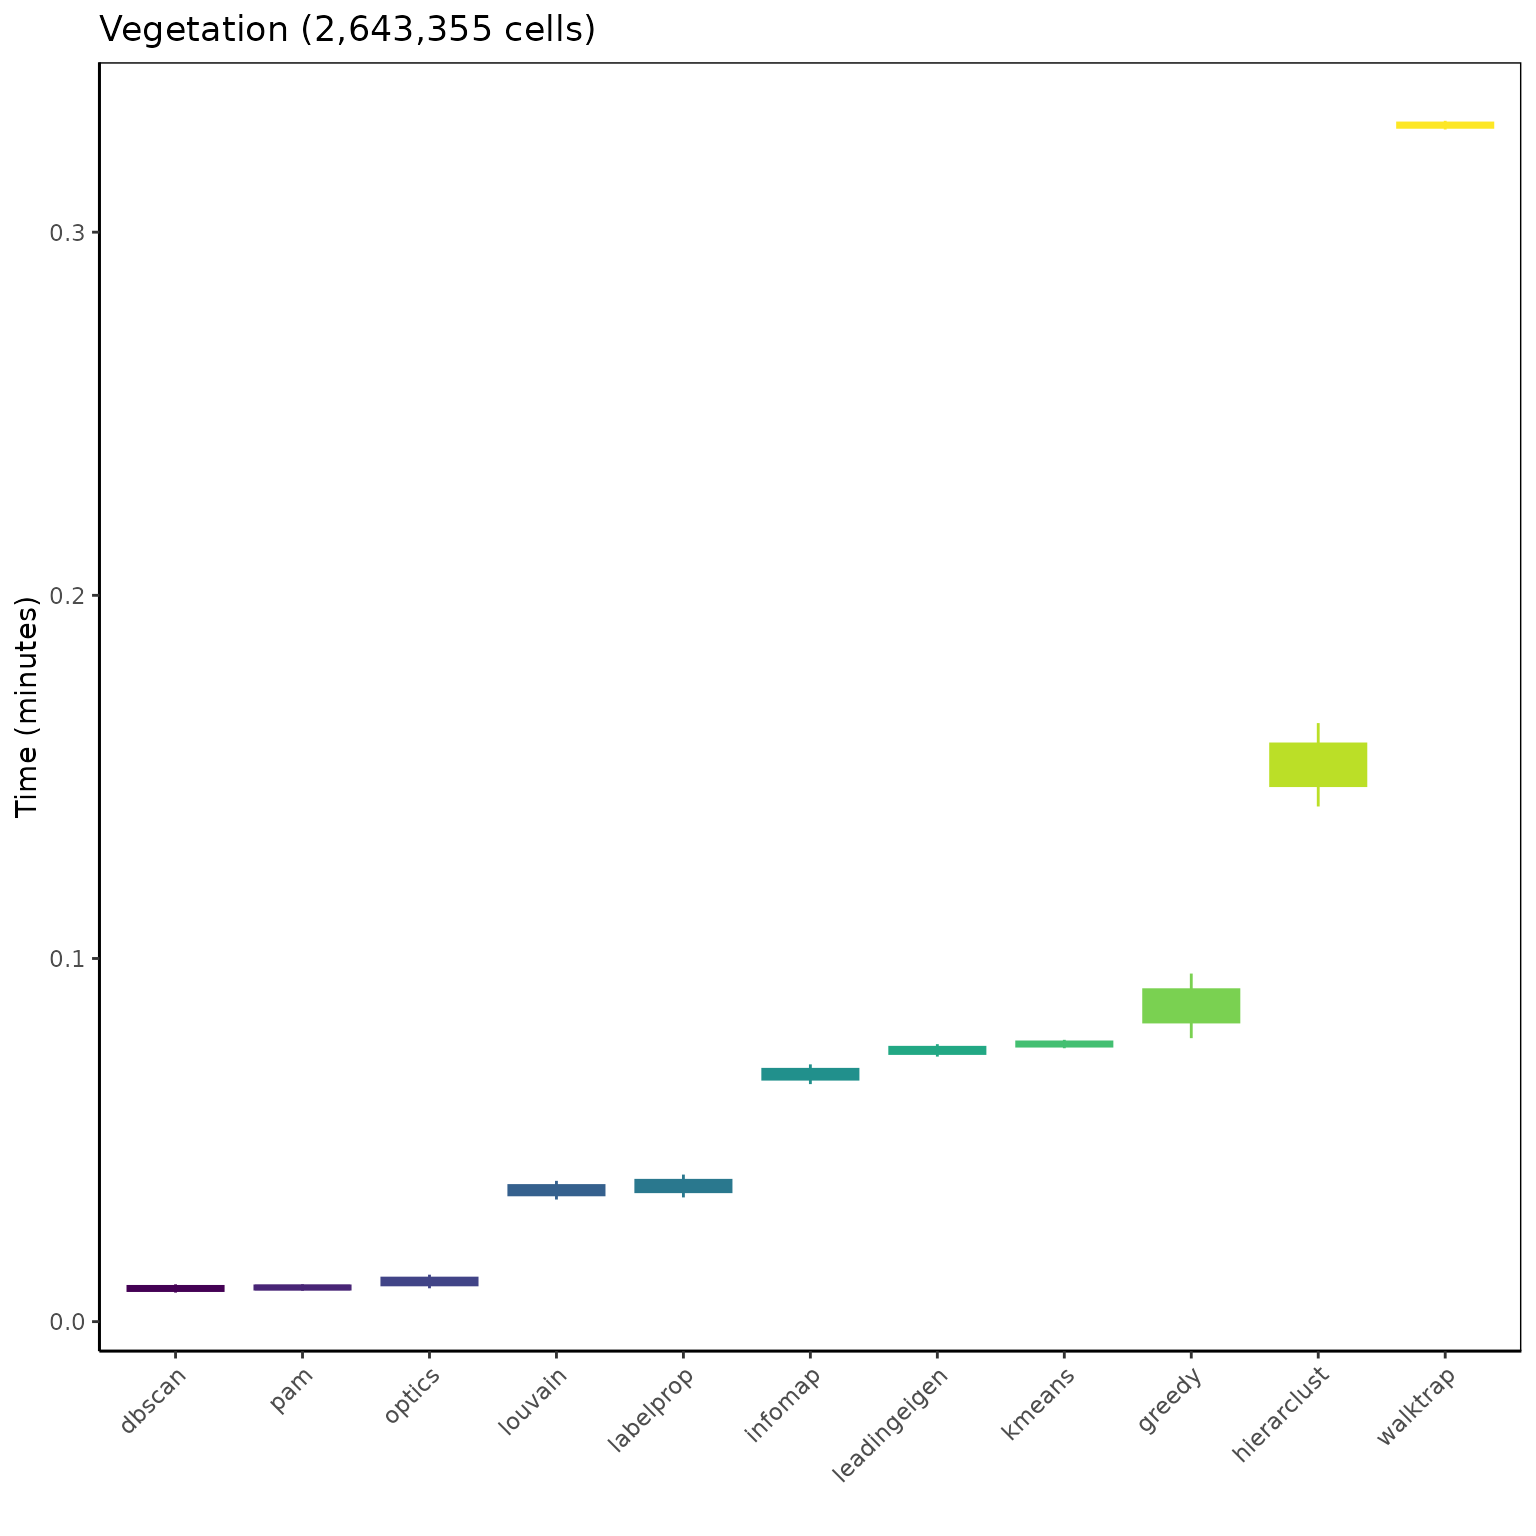 Vegetation (2,643,355 cells)
Time (minutes)
0.3
0.2
0.1
0.0
dbscan
pam
optics
louvain
labelprop
infomap
leadingeigen
kmeans
greedy
hierarclust
walktrap